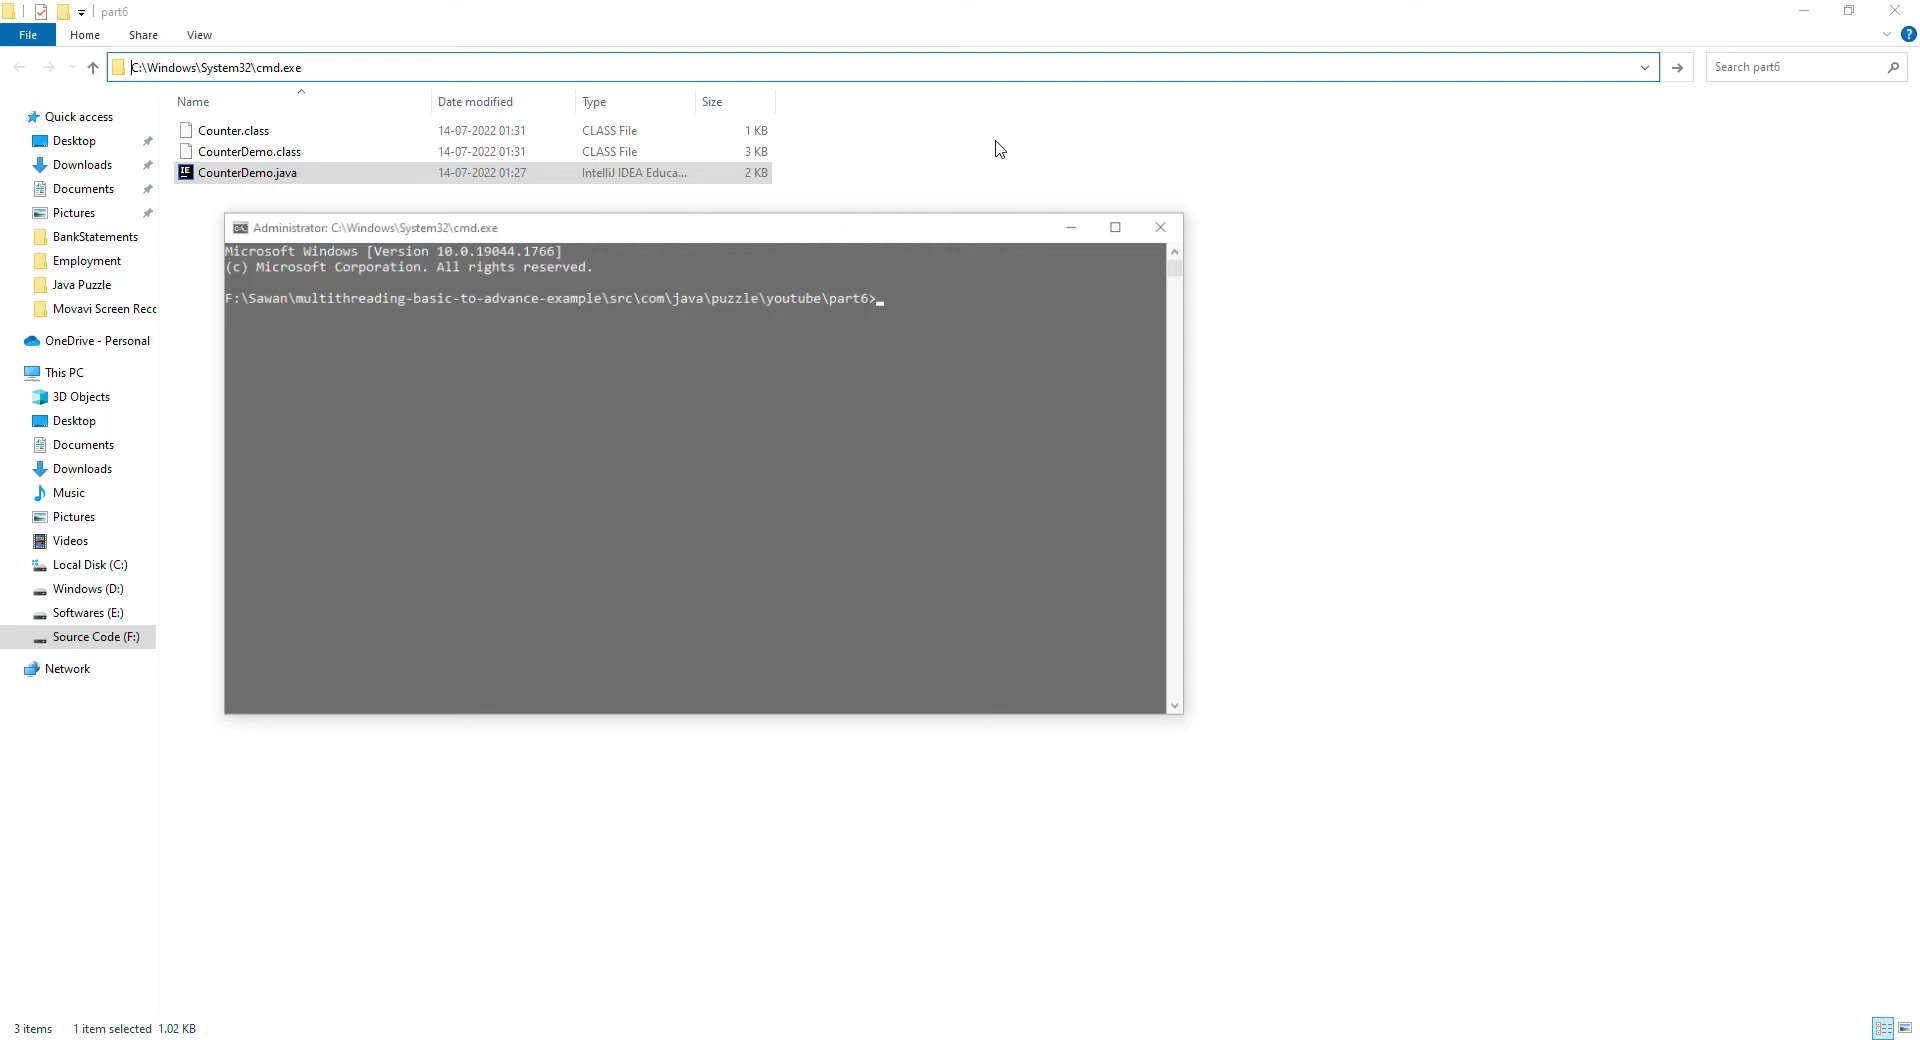 part6
File Home Share View
C:\Windows\System32\cmd.exe
Search part6
Name Date modified Type Size
Counter.class 14-07-2022 01:31 CLASS File 1 KB
CounterDemo.class 14-07-2022 01:31 CLASS File 3 KB
CounterDemo.java 14-07-2022 01:27 IntelliJ IDEA Educa... 2 KB
Quick access
Desktop
Downloads
Documents
Pictures
BankStatements
Employment
Java Puzzle
Movavi Screen Recc
OneDrive - Personal
This PC
3D Objects
Desktop
Documents
Downloads
Music
Pictures
Videos
Local Disk (C:)
Windows (D:)
Softwares (E:)
Source Code (F:)
Network
Administrator: C:\Windows\System32\cmd.exe
Microsoft Windows [Version 10.0.19044.1766]
(c) Microsoft Corporation. All rights reserved.
F:\Sawan\multithreading-basic-to-advance-example\src\com\java\puzzle\youtube\part6>
3 items 1 item selected 1.02 KB